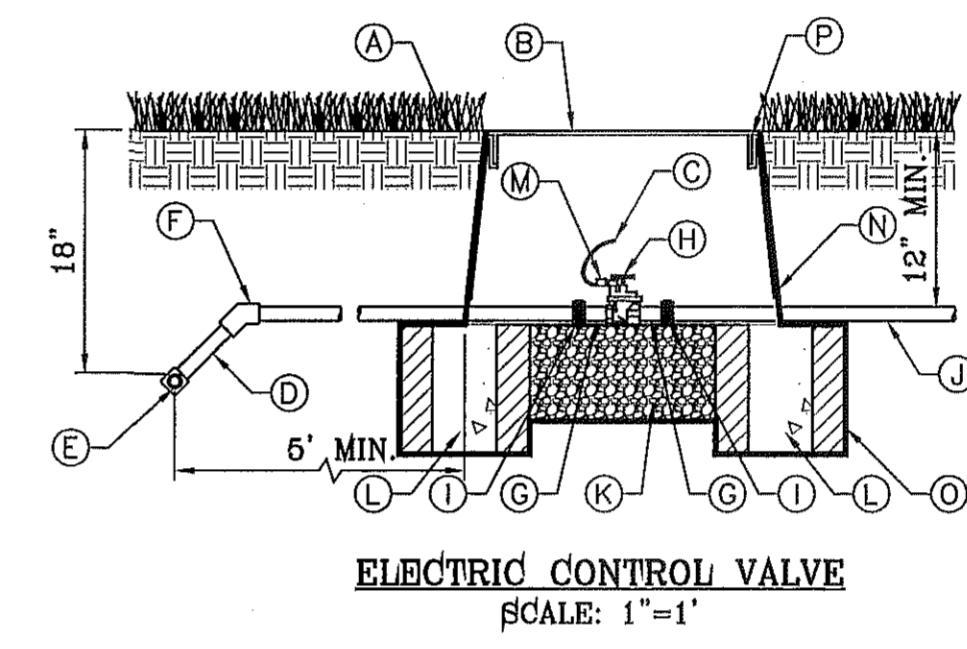 A B P
M C
H
F N
18"
12" MIN.
D J
E
5' MIN.
L I G K G I L O
ELECTRIC CONTROL VALVE
SCALE: 1"=1'